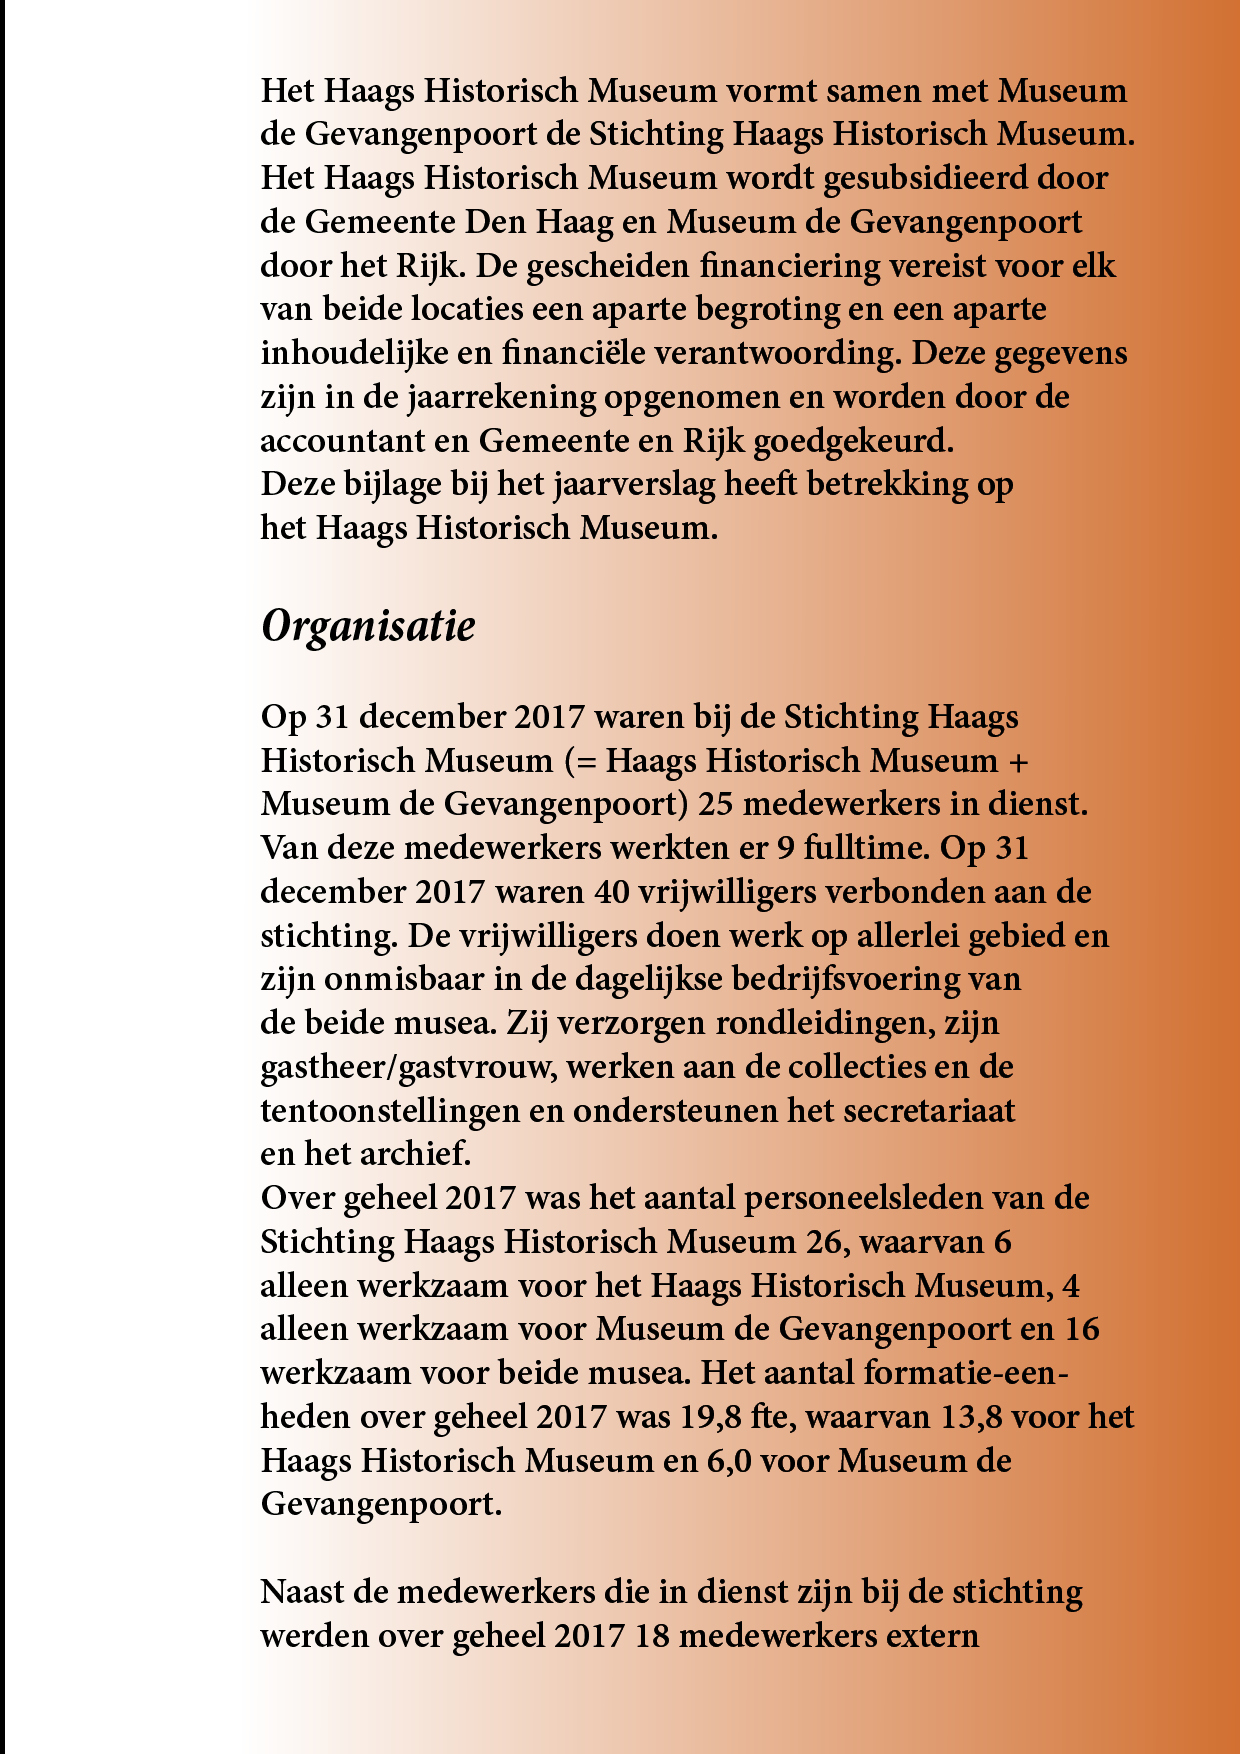 Het Haags Historisch Museum vormt samen met Museum
de Gevangenpoort de Stichting Haags Historisch Museum.
Het Haags Historisch Museum wordt gesubsidieerd door
de Gemeente Den Haag en Museum de Gevangenpoort
door het Rijk. De gescheiden financiering vereist voor elk
van beide locaties een aparte begroting en een aparte
inhoudelijke en financiële verantwoording. Deze gegevens
zijn in de jaarrekening opgenomen en worden door de
accountant en Gemeente en Rijk goedgekeurd.
Deze bijlage bij het jaarverslag heeft betrekking op
het Haags Historisch Museum.
Organisatie
Op 31 december 2017 waren bij de Stichting Haags
Historisch Museum (= Haags Historisch Museum +
Museum de Gevangenpoort) 25 medewerkers in dienst.
Van deze medewerkers werkten er 9 fulltime. Op 31
december 2017 waren 40 vrijwilligers verbonden aan de
stichting. De vrijwilligers doen werk op allerlei gebied en
zijn onmisbaar in de dagelijkse bedrijfsvoering van
de beide musea. Zij verzorgen rondleidingen, zijn
gastheer/gastvrouw, werken aan de collecties en de
tentoonstellingen en ondersteunen het secretariaat
en het archief.
Over geheel 2017 was het aantal personeelsleden van de
Stichting Haags Historisch Museum 26, waarvan 6
alleen werkzaam voor het Haags Historisch Museum, 4
alleen werkzaam voor Museum de Gevangenpoort en 16
werkzaam voor beide musea. Het aantal formatie-een-
heden over geheel 2017 was 19,8 fte, waarvan 13,8 voor het
Haags Historisch Museum en 6,0 voor Museum de
Gevangenpoort.
Naast de medewerkers die in dienst zijn bij de stichting
werden over geheel 2017 18 medewerkers extern